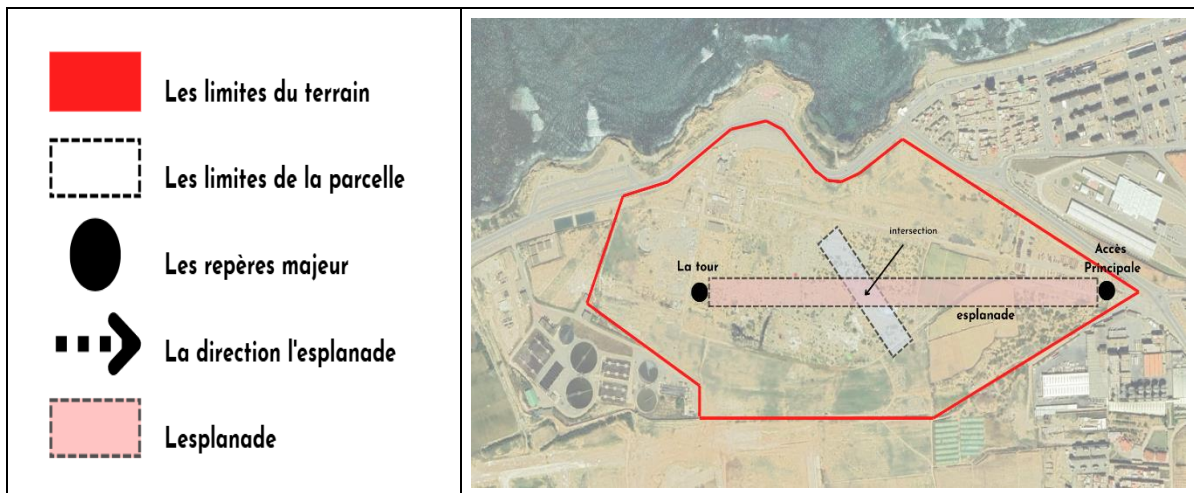 Les limites du terrain
Les limites de la parcelle
Les repères majeur
La direction l'esplanade
Lesplanade
intersection
La tour
Accès
Principale
esplanade